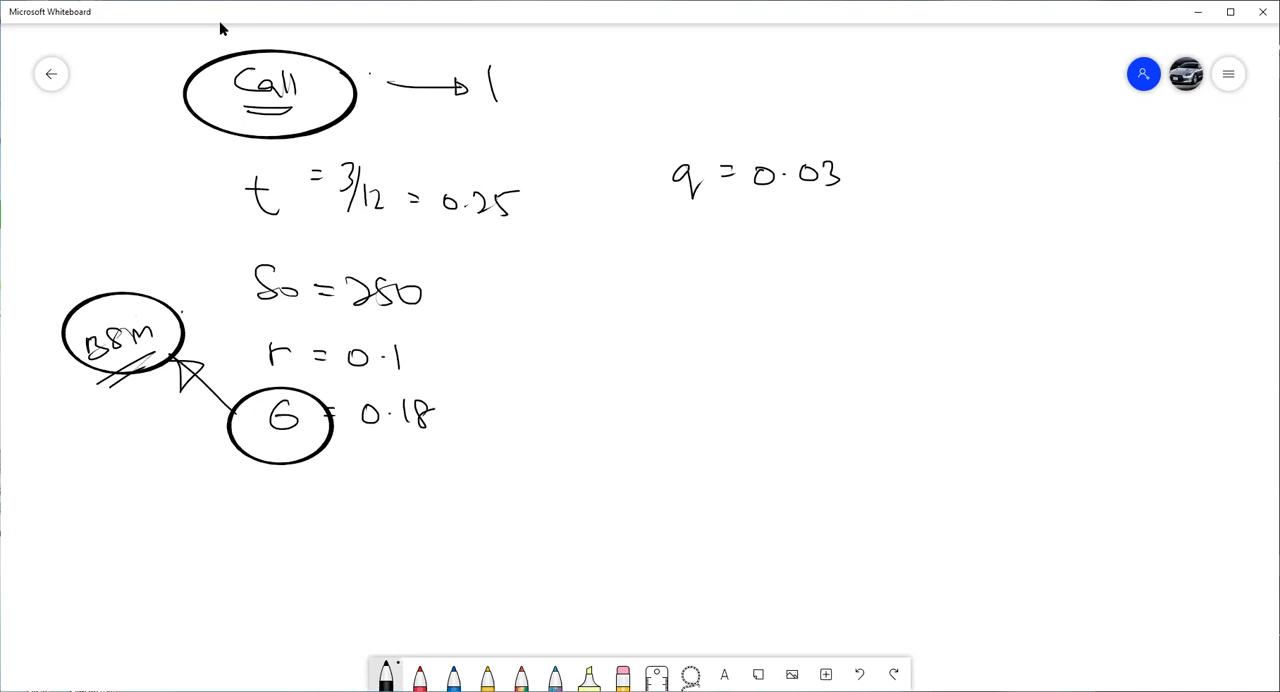 Microsoft Whiteboard
Call → 1
t = 3/12 = 0.25
q = 0.03
S0 = 250
BSM
r = 0.1
σ = 0.18
A